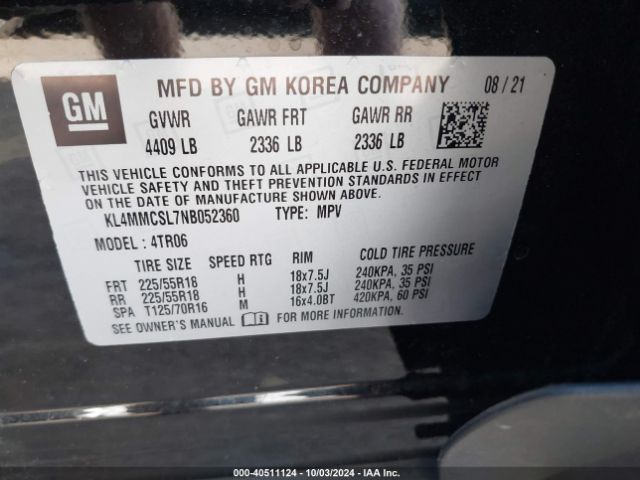 GM
MFD BY GM KOREA COMPANY 08 / 21
GVWR GAWR FRT GAWR RR
4409 LB 2336 LB 2336 LB
THIS VEHICLE CONFORMS TO ALL APPLICABLE U.S. FEDERAL MOTOR
VEHICLE SAFETY AND THEFT PREVENTION STANDARDS IN EFFECT
ON THE DATE OF MANUFACTURE SHOWN ABOVE.
KL4MMCSL7NB052360 TYPE: MPV
MODEL : 4TR06
TIRE SIZE SPEED RTG RIM COLD TIRE PRESSURE
FRT 225/55R18 H 18x7.5J 240KPA, 35 PSI
RR 225/55R18 H 18x7.5J 240KPA, 35 PSI
SPA T125/70R16 M 16x4.0BT 420KPA, 60 PSI
SEE OWNER'S MANUAL FOR MORE INFORMATION.
000-40511124 - 10/03/2024 - IAA Inc.